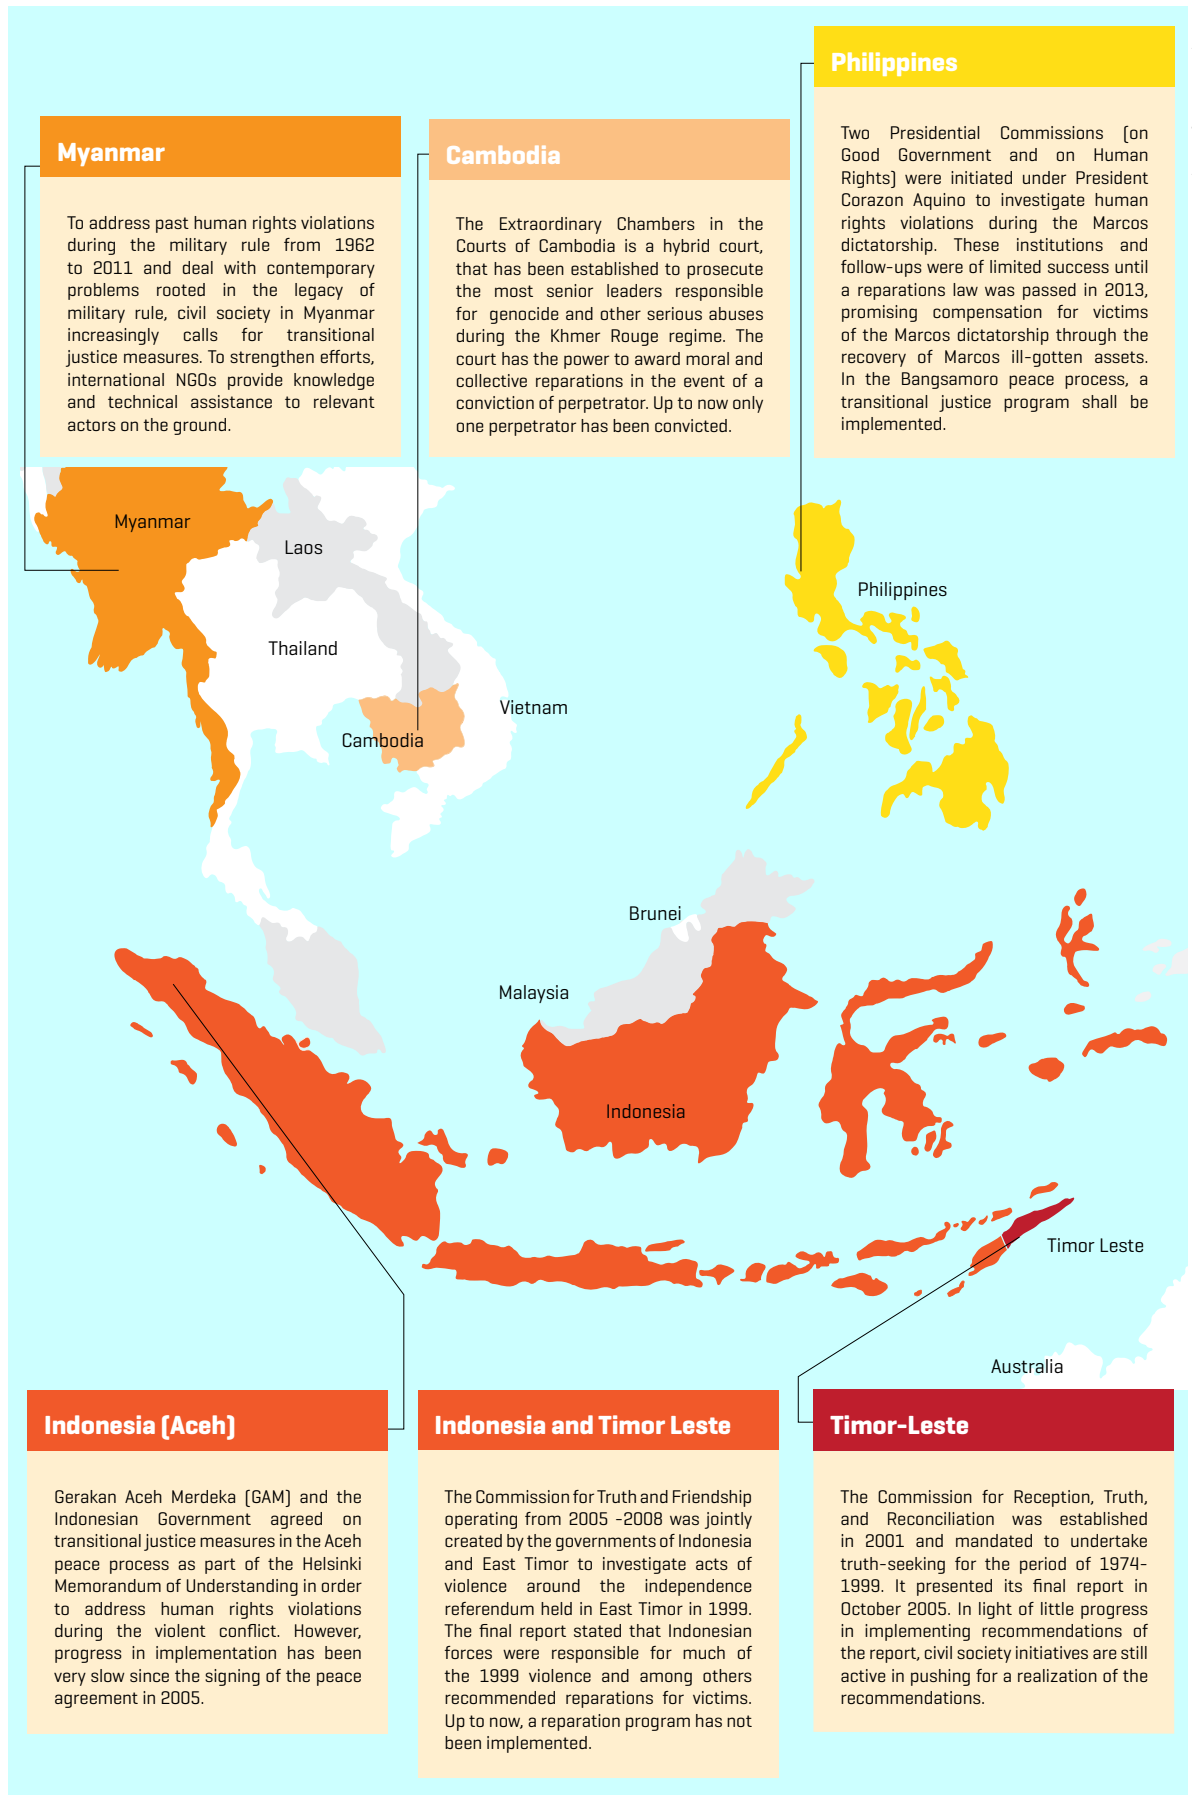 Philippines
Two Presidential Commissions (on
Good Government and on Human
Rights) were initiated under President
Corazon Aquino to investigate human
rights violations during the Marcos
dictatorship. These institutions and
follow-ups were of limited success until
a reparations law was passed in 2013,
promising compensation for victims
of the Marcos dictatorship through the
recovery of Marcos ill-gotten assets.
In the Bangsamoro peace process, a
transitional justice program shall be
implemented.
Myanmar
To address past human rights violations
during the military rule from 1962
to 2011 and deal with contemporary
problems rooted in the legacy of
military rule, civil society in Myanmar
increasingly calls for transitional
justice measures. To strengthen efforts,
international NGOs provide knowledge
and technical assistance to relevant
actors on the ground.
Cambodia
The Extraordinary Chambers in the
Courts of Cambodia is a hybrid court,
that has been established to prosecute
the most senior leaders responsible
for genocide and other serious abuses
during the Khmer Rouge regime. The
court has the power to award moral and
collective reparations in the event of a
conviction of perpetrator. Up to now only
one perpetrator has been convicted.
Myanmar
Laos
Philippines
Thailand
Vietnam
Cambodia
Brunei
Malaysia
Indonesia
Timor Leste
Australia
Indonesia (Aceh)
Gerakan Aceh Merdeka (GAM) and the
Indonesian Government agreed on
transitional justice measures in the Aceh
peace process as part of the Helsinki
Memorandum of Understanding in order
to address human rights violations
during the violent conflict. However,
progress in implementation has been
very slow since the signing of the peace
agreement in 2005.
Indonesia and Timor Leste
The Commission for Truth and Friendship
operating from 2005 -2008 was jointly
created by the governments of Indonesia
and East Timor to investigate acts of
violence around the independence
referendum held in East Timor in 1999.
The final report stated that Indonesian
forces were responsible for much of
the 1999 violence and among others
recommended reparations for victims.
Up to now, a reparation program has not
been implemented.
Timor-Leste
The Commission for Reception, Truth,
and Reconciliation was established
in 2001 and mandated to undertake
truth-seeking for the period of 1974-
1999. It presented its final report in
October 2005. In light of little progress
in implementing recommendations of
the report, civil society initiatives are still
active in pushing for a realization of the
recommendations.